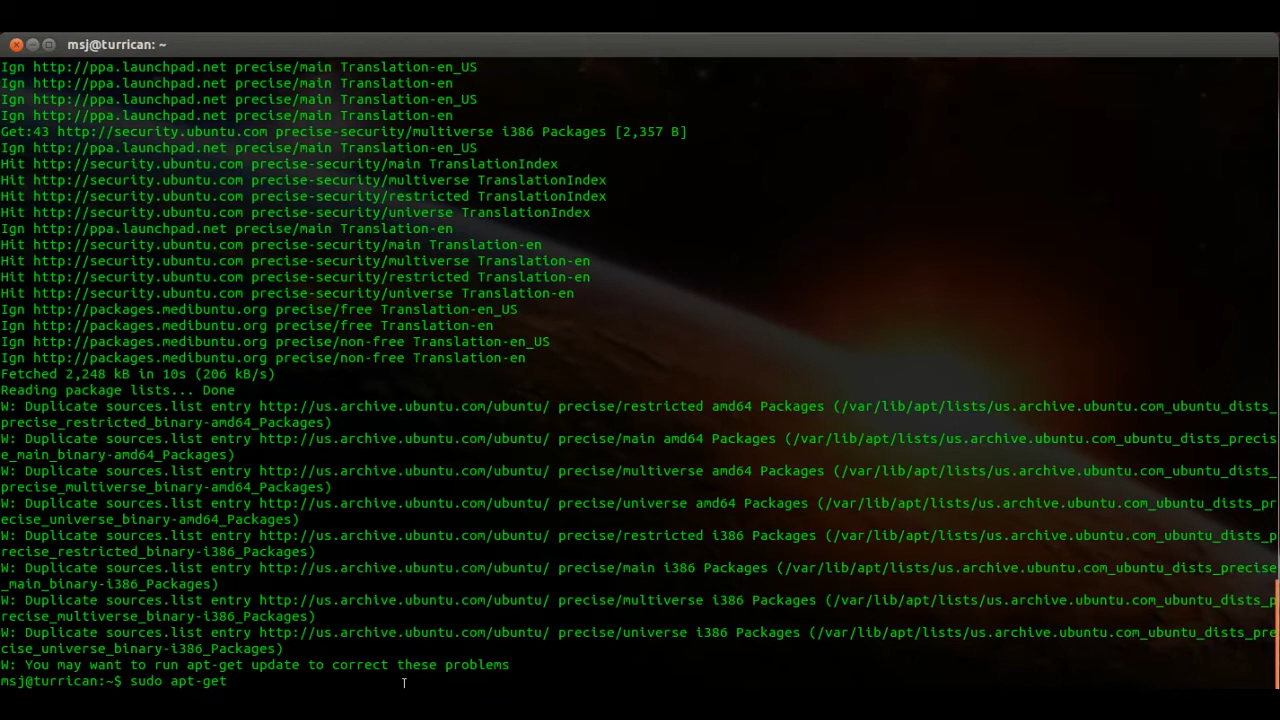 msj@turrican: ~
Ign http://ppa.launchpad.net precise/main Translation-en_US
Ign http://ppa.launchpad.net precise/main Translation-en
Ign http://ppa.launchpad.net precise/main Translation-en_US
Ign http://ppa.launchpad.net precise/main Translation-en
Get:43 http://security.ubuntu.com precise-security/multiverse i386 Packages [2,357 B]
Ign http://ppa.launchpad.net precise/main Translation-en_US
Hit http://security.ubuntu.com precise-security/main TranslationIndex
Hit http://security.ubuntu.com precise-security/multiverse TranslationIndex
Hit http://security.ubuntu.com precise-security/restricted TranslationIndex
Hit http://security.ubuntu.com precise-security/universe TranslationIndex
Ign http://ppa.launchpad.net precise/main Translation-en
Hit http://security.ubuntu.com precise-security/main Translation-en
Hit http://security.ubuntu.com precise-security/multiverse Translation-en
Hit http://security.ubuntu.com precise-security/restricted Translation-en
Hit http://security.ubuntu.com precise-security/universe Translation-en
Ign http://packages.medibuntu.org precise/free Translation-en_US
Ign http://packages.medibuntu.org precise/free Translation-en
Ign http://packages.medibuntu.org precise/non-free Translation-en_US
Ign http://packages.medibuntu.org precise/non-free Translation-en
Fetched 2,248 kB in 10s (206 kB/s)
Reading package lists... Done
W: Duplicate sources.list entry http://us.archive.ubuntu.com/ubuntu/ precise/restricted amd64 Packages (/var/lib/apt/lists/us.archive.ubuntu.com_ubuntu_dists_
precise_restricted_binary-amd64_Packages)
W: Duplicate sources.list entry http://us.archive.ubuntu.com/ubuntu/ precise/main amd64 Packages (/var/lib/apt/lists/us.archive.ubuntu.com_ubuntu_dists_precis
e_main_binary-amd64_Packages)
W: Duplicate sources.list entry http://us.archive.ubuntu.com/ubuntu/ precise/multiverse amd64 Packages (/var/lib/apt/lists/us.archive.ubuntu.com_ubuntu_dists_
precise_multiverse_binary-amd64_Packages)
W: Duplicate sources.list entry http://us.archive.ubuntu.com/ubuntu/ precise/universe amd64 Packages (/var/lib/apt/lists/us.archive.ubuntu.com_ubuntu_dists_pr
ecise_universe_binary-amd64_Packages)
W: Duplicate sources.list entry http://us.archive.ubuntu.com/ubuntu/ precise/restricted i386 Packages (/var/lib/apt/lists/us.archive.ubuntu.com_ubuntu_dists_p
recise_restricted_binary-i386_Packages)
W: Duplicate sources.list entry http://us.archive.ubuntu.com/ubuntu/ precise/main i386 Packages (/var/lib/apt/lists/us.archive.ubuntu.com_ubuntu_dists_precise
_main_binary-i386_Packages)
W: Duplicate sources.list entry http://us.archive.ubuntu.com/ubuntu/ precise/multiverse i386 Packages (/var/lib/apt/lists/us.archive.ubuntu.com_ubuntu_dists_p
recise_multiverse_binary-i386_Packages)
W: Duplicate sources.list entry http://us.archive.ubuntu.com/ubuntu/ precise/universe i386 Packages (/var/lib/apt/lists/us.archive.ubuntu.com_ubuntu_dists_pre
cise_universe_binary-i386_Packages)
W: You may want to run apt-get update to correct these problems
msj@turrican:~$ sudo apt-get